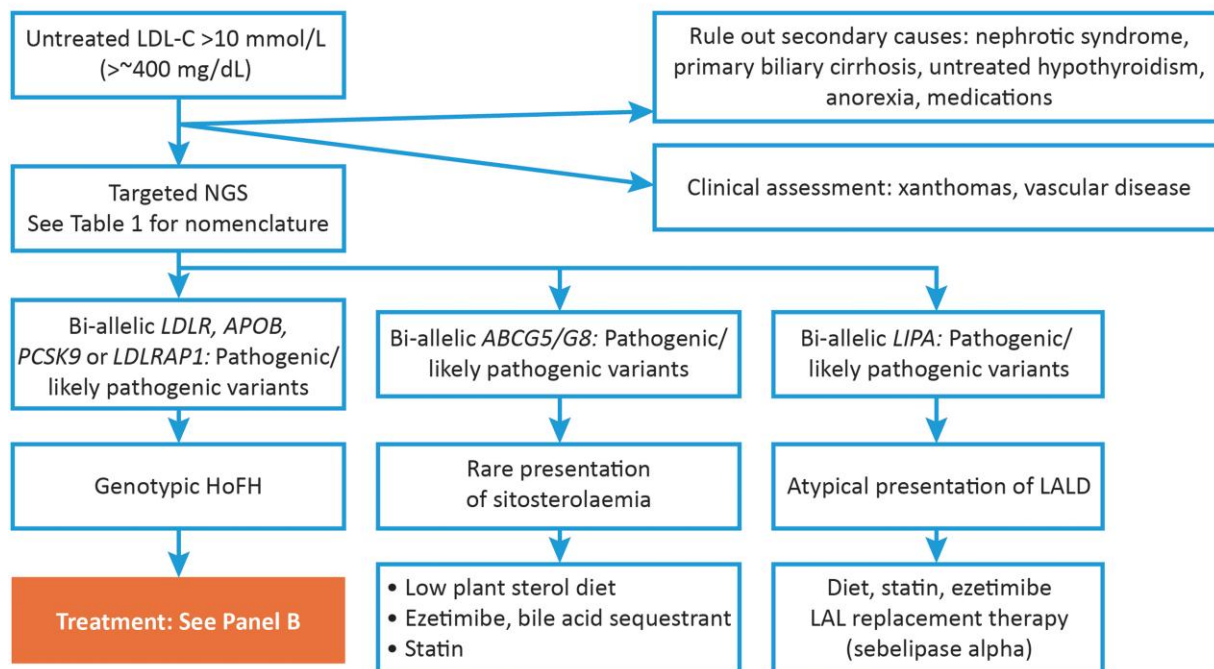 Untreated LDL-C >10 mmol/L
(>~400 mg/dL)
Rule out secondary causes: nephrotic syndrome,
primary biliary cirrhosis, untreated hypothyroidism,
anorexia, medications
Clinical assessment: xanthomas, vascular disease
Targeted NGS
See Table 1 for nomenclature
Bi-allelic LDLR, APOB,
PCSK9 or LDLRAP1: Pathogenic/
likely pathogenic variants
Bi-allelic ABCG5/G8: Pathogenic/
likely pathogenic variants
Bi-allelic LIPA: Pathogenic/
likely pathogenic variants
Genotypic HoFH
Rare presentation
of sitosterolaemia
Atypical presentation of LALD
Treatment: See Panel B
• Low plant sterol diet
• Ezetimibe, bile acid sequestrant
• Statin
Diet, statin, ezetimibe
LAL replacement therapy
(sebelipase alpha)